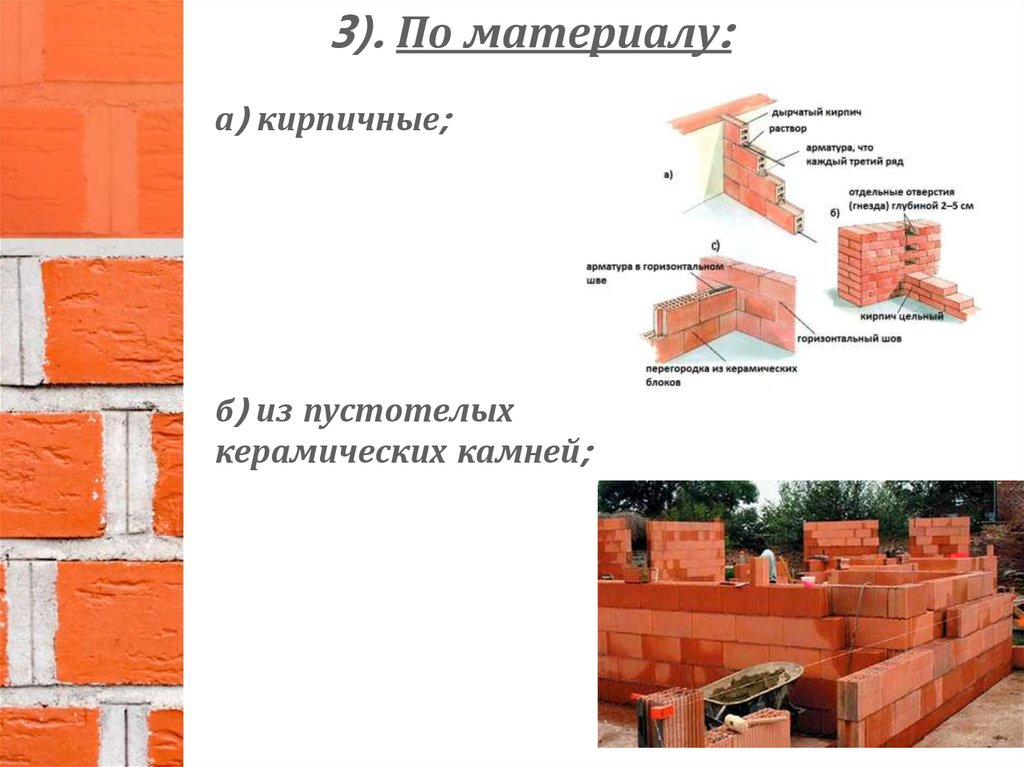 3). По материалу:
а) кирпичные;
дырчатый кирпич
раствор
арматура, что
каждый третий ряд
а)
отдельные отверстия
(гнезда) глубиной 2–5 см
б)
с)
арматура в горизонтальном
шве
кирпич цельный
горизонтальный шов
перегородка из керамических
блоков
б) из пустотелых
керамических камней;